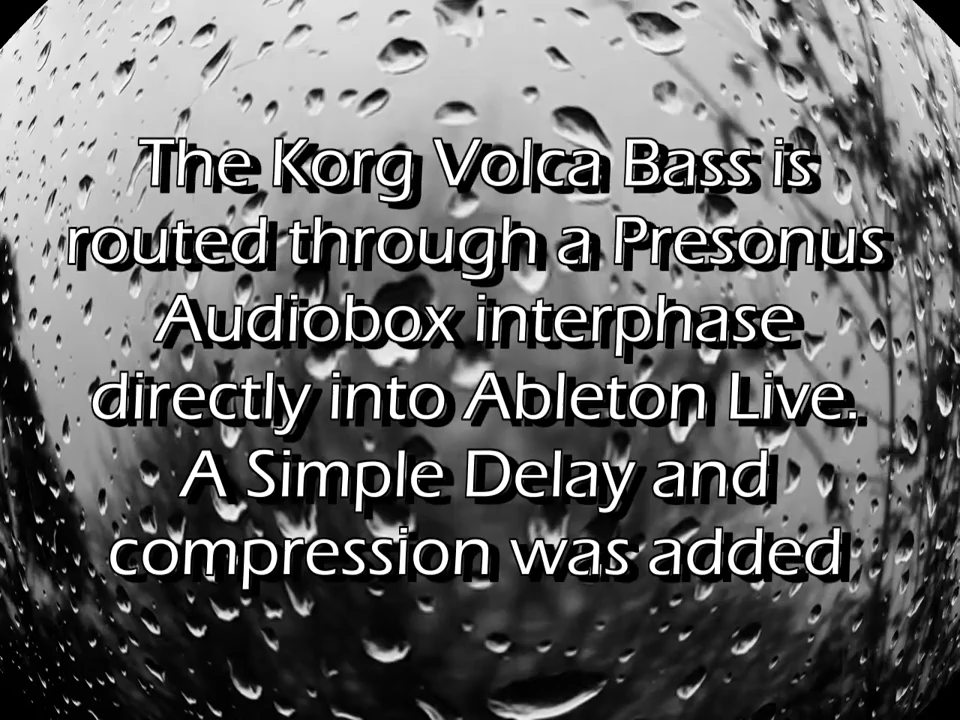 The Korg Volca Bass is
routed through a Presonus
Audiobox interphase
directly into Ableton Live.
A Simple Delay and
compression was added